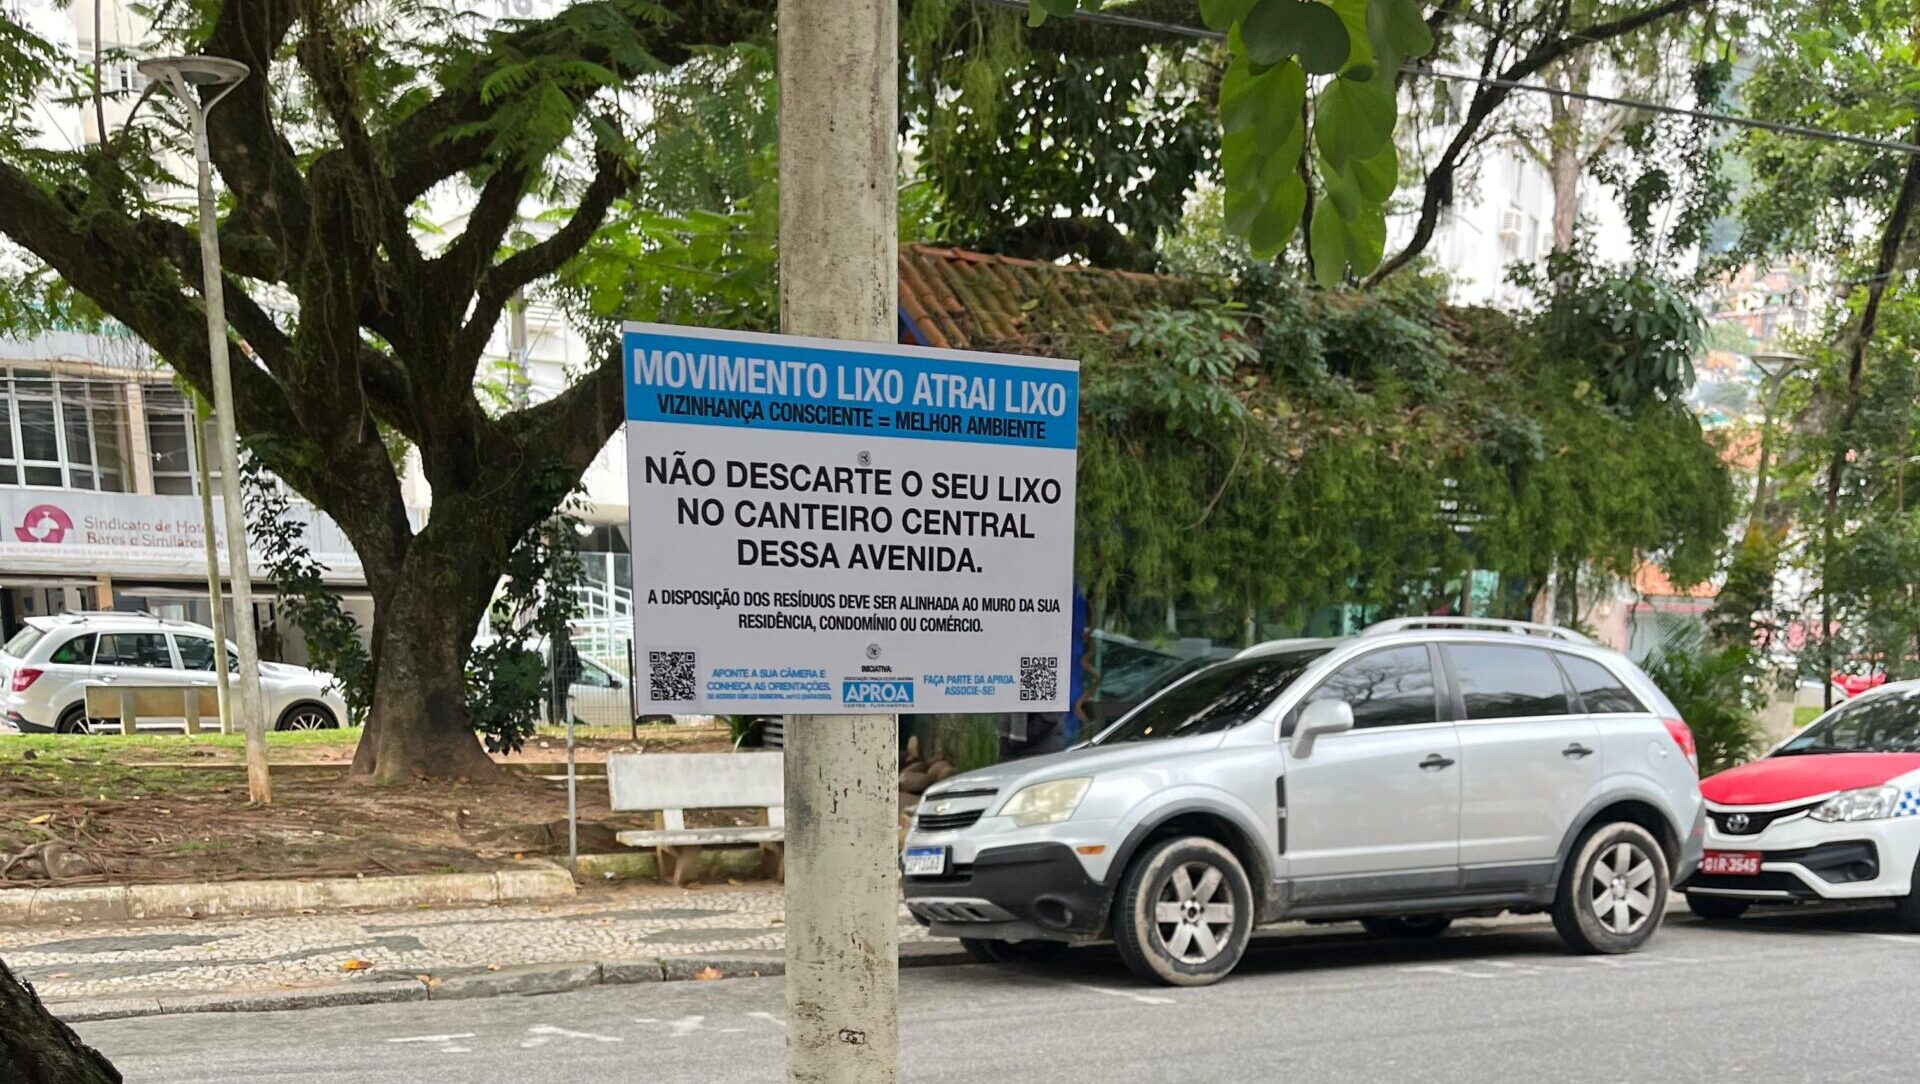 MOVIMENTO LIXO ATRAI LIXO
VIZINHANÇA CONSCIENTE = MELHOR AMBIENTE
NÃO DESCARTE O SEU LIXO
NO CANTEIRO CENTRAL
DESSA AVENIDA.
A DISPOSIÇÃO DOS RESÍDUOS DEVE SER ALINHADA AO MURO DA SUA
RESIDÊNCIA, CONDOMÍNIO OU COMÉRCIO.
APONTE A SUA CÂMERA E
CONHEÇA AS ORIENTAÇÕES.
INICIATIVA:
APROA
CENTRO - FLORIANÓPOLIS
FAÇA PARTE DA APROA.
ASSOCIE-SE!
Sindicato de
Bares e Similares